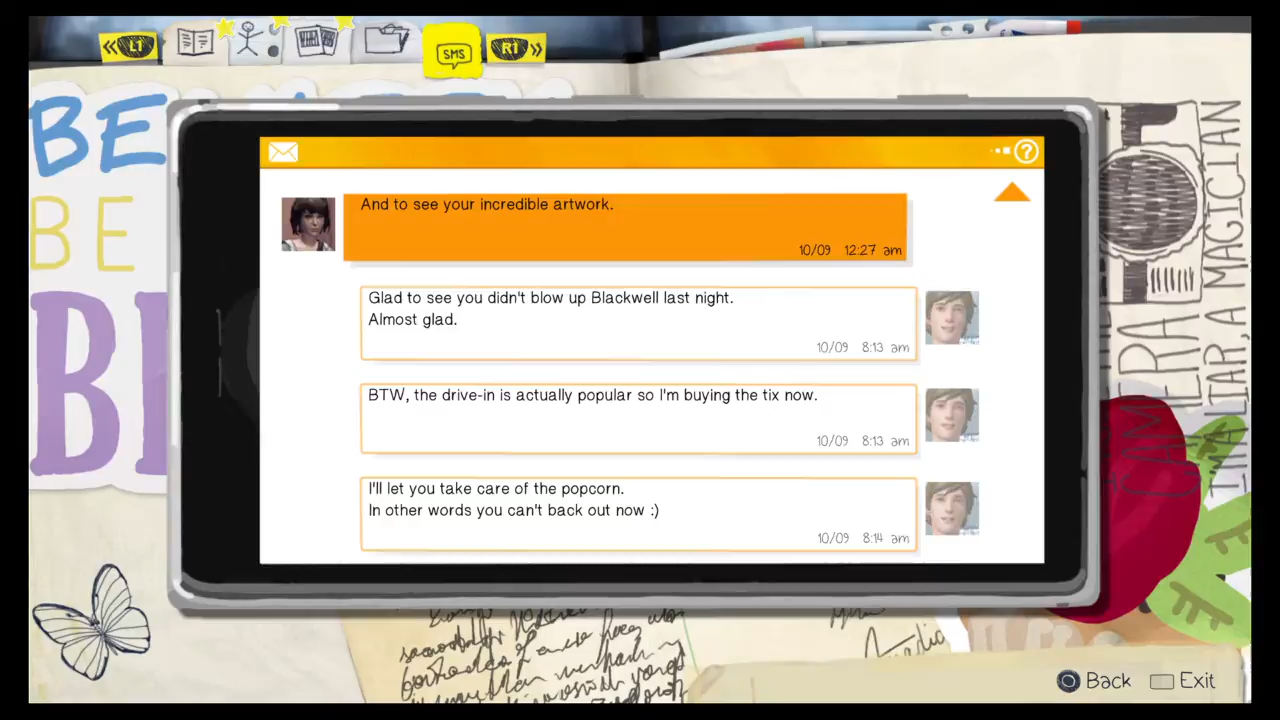 L1
SMS
R1
BE
BE
?
And to see your incredible artwork.
10/09 12:27 am
Glad to see you didn't blow up Blackwell last night.
Almost glad.
10/09 8:13 am
BTW, the drive-in is actually popular so I'm buying the tix now.
10/09 8:13 am
I'll let you take care of the popcorn.
In other words you can't back out now :)
10/09 8:14 am
CAMERA
I'M A LIAR, A MAGICIAN
Back
Exit